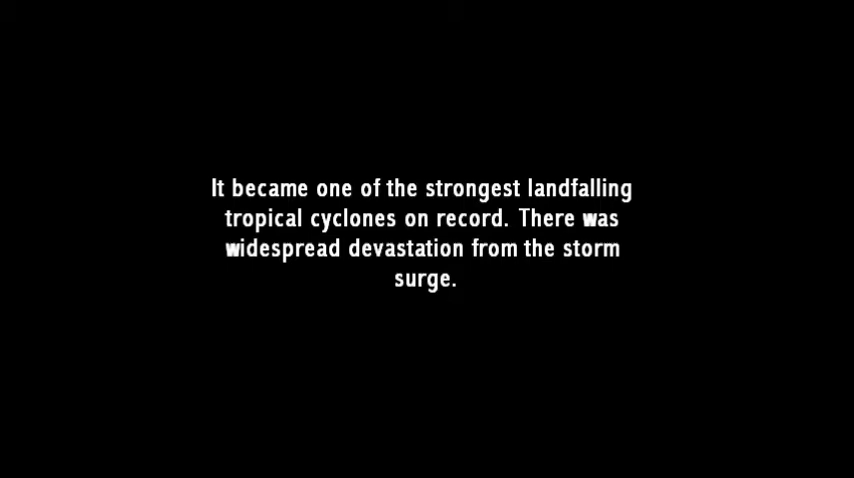 It became one of the strongest landfalling
tropical cyclones on record. There was
widespread devastation from the storm
surge.